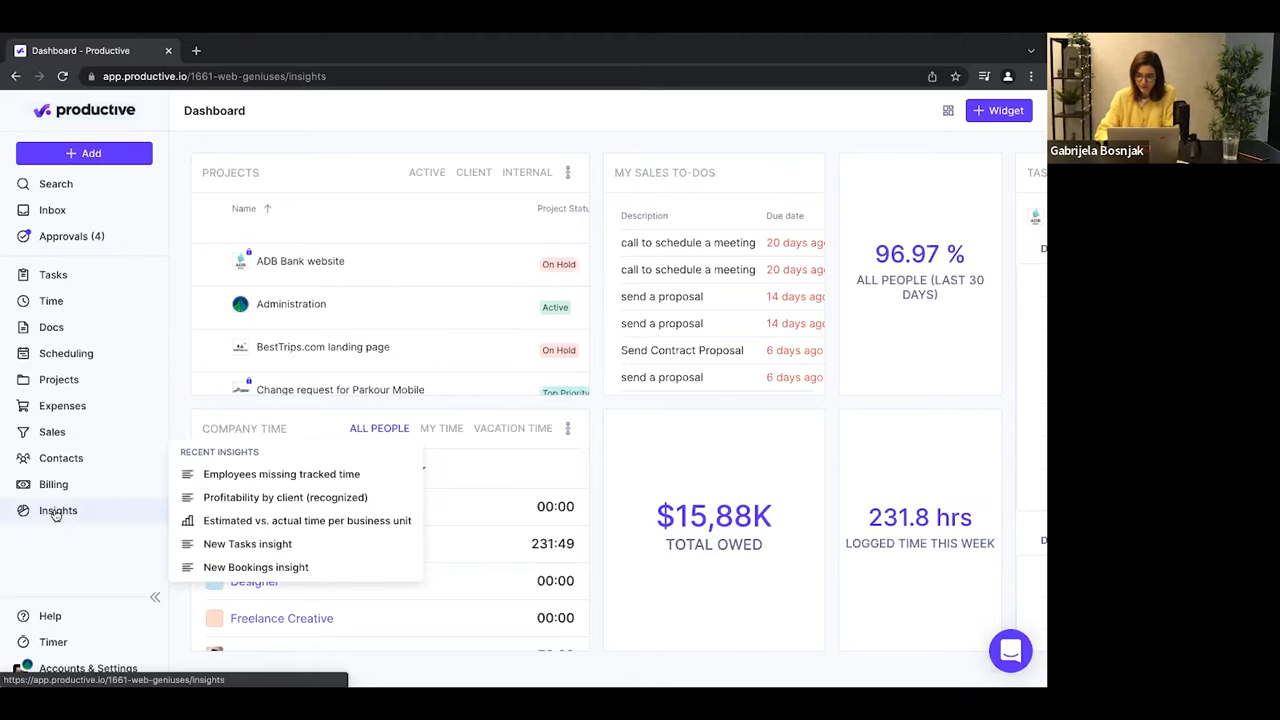 Dashboard - Productive
app.productive.io/1661-web-geniuses/insights
productive
Add
Search
Inbox
Approvals (4)
Tasks
Time
Docs
Scheduling
Projects
Expenses
Sales
Contacts
Billing
Insights
Help
Timer
Accounts & Settings
https://app.productive.io/1661-web-geniuses/insights
Dashboard
+ Widget
PROJECTS
ACTIVE CLIENT INTERNAL
Name ↑ Project Statu
ADB Bank website On Hold
Administration Active
BestTrips.com landing page On Hold
Change request for Parkour Mobile Top Priority
MY SALES TO-DOS
Description Due date
call to schedule a meeting 20 days ago
call to schedule a meeting 20 days ago
send a proposal 14 days ago
send a proposal 14 days ago
Send Contract Proposal 6 days ago
send a proposal 6 days ago
96.97 %
ALL PEOPLE (LAST 30
DAYS)
TAS
D
COMPANY TIME
ALL PEOPLE MY TIME VACATION TIME
RECENT INSIGHTS
Employees missing tracked time
Profitability by client (recognized)
Estimated vs. actual time per business unit
New Tasks insight
New Bookings insight
00:00
231:49
Designer 00:00
Freelance Creative 00:00
$15,88K
TOTAL OWED
231.8 hrs
LOGGED TIME THIS WEEK
D
Gabrijela Bosnjak